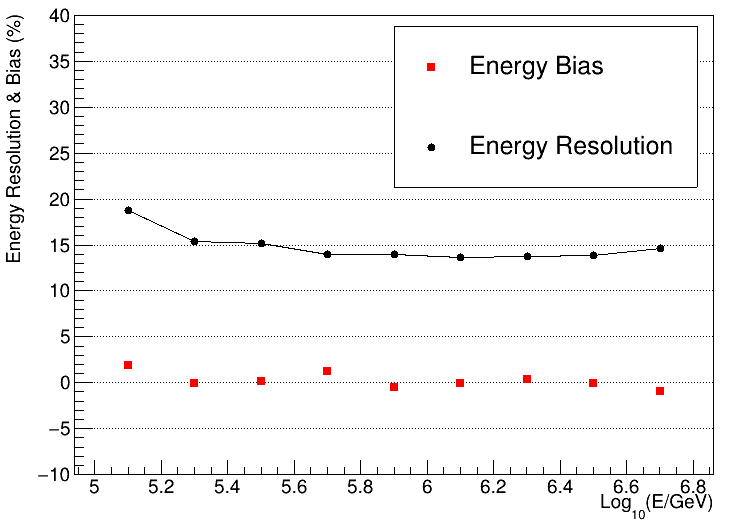 Energy Resolution & Bias (%)
40
35
30
25
20
15
10
5
0
−5
−10
Energy Bias
Energy Resolution
5 5.2 5.4 5.6 5.8 6 6.2 6.4 6.6 6.8
Log10(E/GeV)